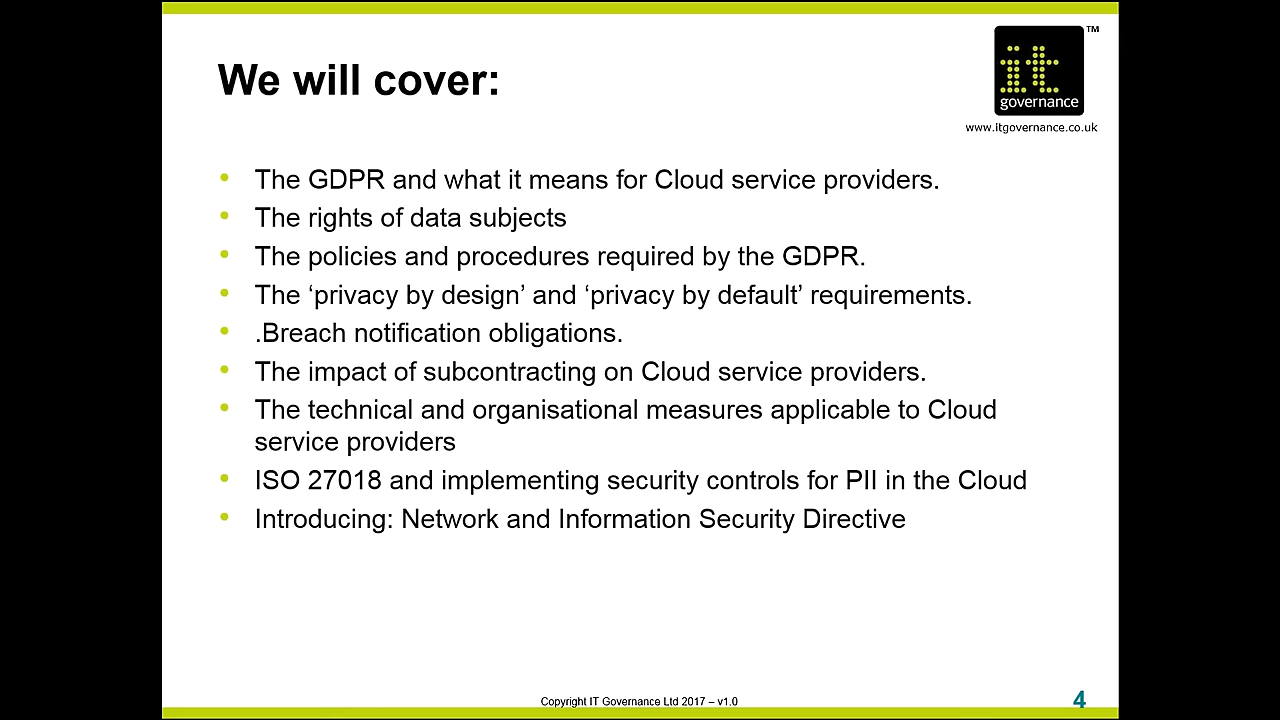 We will cover:
it
governance
TM
www.itgovernance.co.uk
• The GDPR and what it means for Cloud service providers.
• The rights of data subjects
• The policies and procedures required by the GDPR.
• The ‘privacy by design’ and ‘privacy by default’ requirements.
• .Breach notification obligations.
• The impact of subcontracting on Cloud service providers.
• The technical and organisational measures applicable to Cloud
service providers
• ISO 27018 and implementing security controls for PII in the Cloud
• Introducing: Network and Information Security Directive
Copyright IT Governance Ltd 2017 – v1.0
4